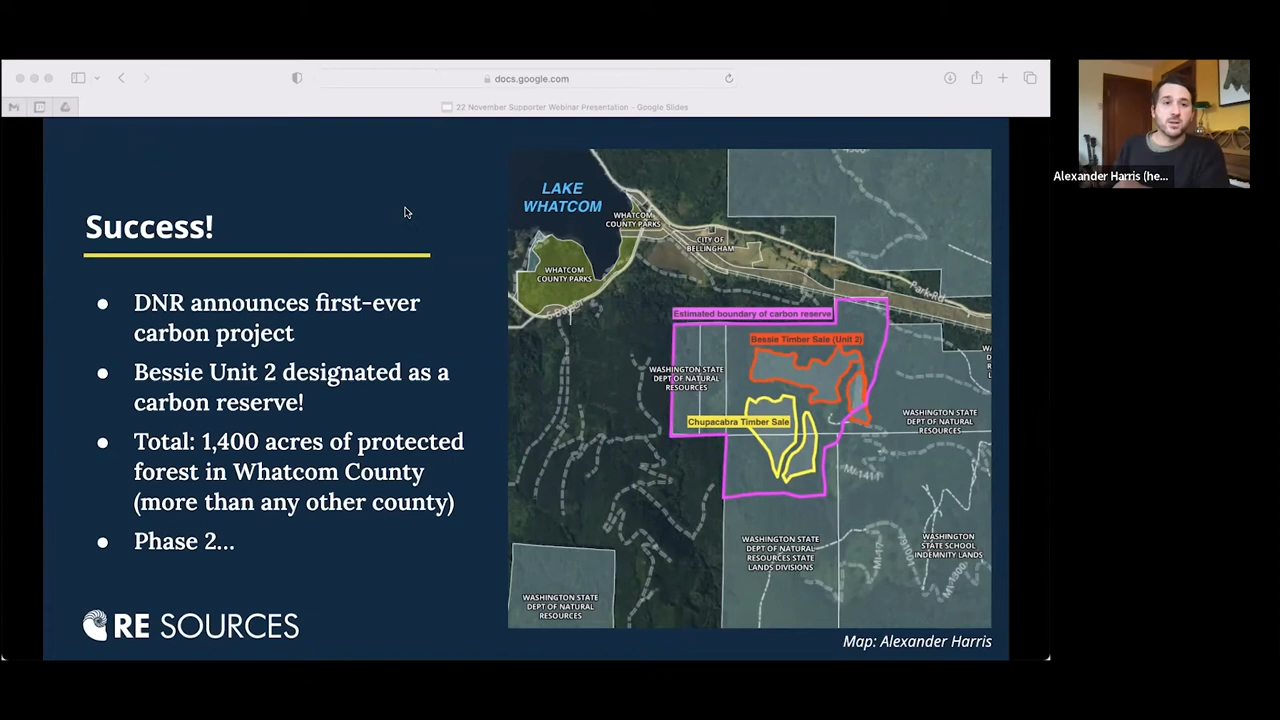 docs.google.com
22 November Supporter Webinar Presentation - Google Slides
Alexander Harris (he...
Success!
● DNR announces first-ever
carbon project
● Bessie Unit 2 designated as a
carbon reserve!
● Total: 1,400 acres of protected
forest in Whatcom County
(more than any other county)
● Phase 2...
RE SOURCES
LAKE
WHATCOM
WHATCOM
COUNTY PARKS
CITY OF
BELLINGHAM
WHATCOM
COUNTY PARKS
Park Rd
Estimated boundary of carbon reserve
Bessie Timber Sale (Unit 2)
WASHINGTON STATE
DEPT OF NATURAL
RESOURCES
Chupacabra Timber Sale
WASHINGTON STATE
DEPT OF NATURAL
RESOURCES
WASHINGTON STATE
DEPT OF NATURAL
RESOURCES STATE
LANDS DIVISIONS
WASHINGTON
STATE SCHOOL
INDEMNITY LANDS
WASHINGTON STATE
DEPT OF NATURAL
RESOURCES
Map: Alexander Harris